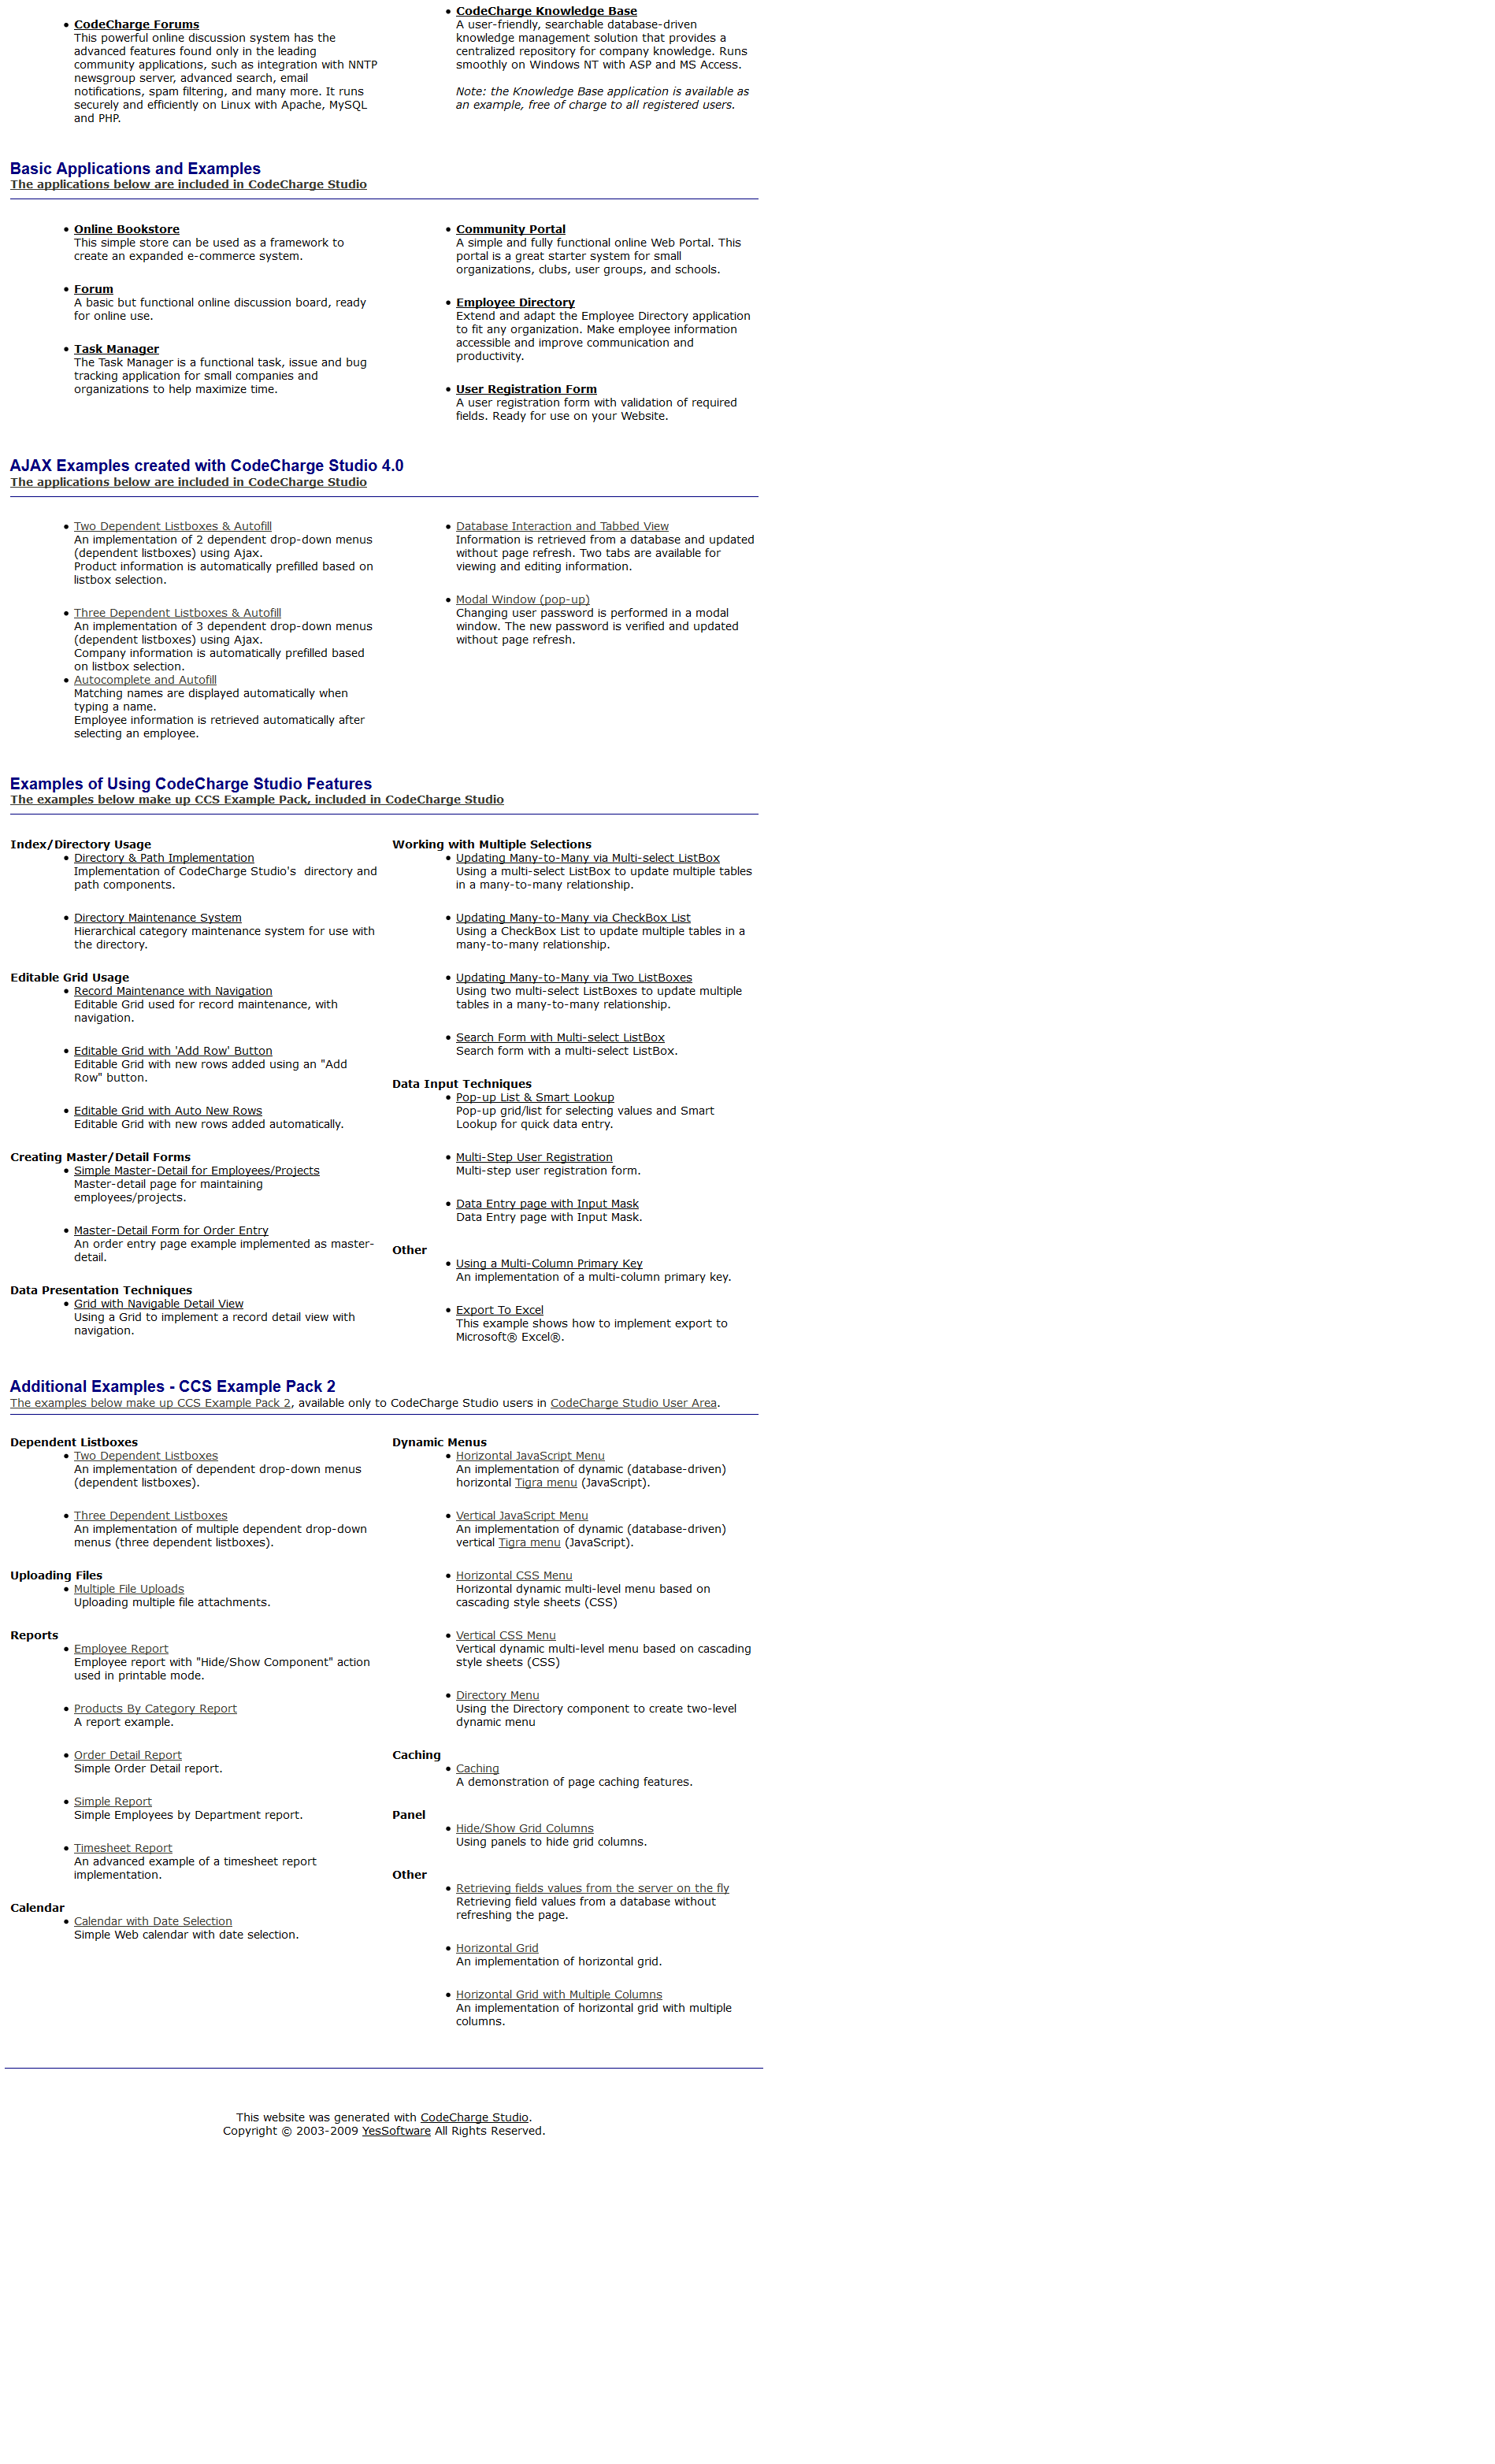 CodeCharge Forums
This powerful online discussion system has the
advanced features found only in the leading
community applications, such as integration with NNTP
newsgroup server, advanced search, email
notifications, spam filtering, and many more. It runs
securely and efficiently on Linux with Apache, MySQL
and PHP.
CodeCharge Knowledge Base
A user-friendly, searchable database-driven
knowledge management solution that provides a
centralized repository for company knowledge. Runs
smoothly on Windows NT with ASP and MS Access.
Note: the Knowledge Base application is available as
an example, free of charge to all registered users.
Basic Applications and Examples
The applications below are included in CodeCharge Studio
Online Bookstore
This simple store can be used as a framework to
create an expanded e-commerce system.
Forum
A basic but functional online discussion board, ready
for online use.
Task Manager
The Task Manager is a functional task, issue and bug
tracking application for small companies and
organizations to help maximize time.
Community Portal
A simple and fully functional online Web Portal. This
portal is a great starter system for small
organizations, clubs, user groups, and schools.
Employee Directory
Extend and adapt the Employee Directory application
to fit any organization. Make employee information
accessible and improve communication and
productivity.
User Registration Form
A user registration form with validation of required
fields. Ready for use on your Website.
AJAX Examples created with CodeCharge Studio 4.0
The applications below are included in CodeCharge Studio
Two Dependent Listboxes & Autofill
An implementation of 2 dependent drop-down menus
(dependent listboxes) using Ajax.
Product information is automatically prefilled based on
listbox selection.
Three Dependent Listboxes & Autofill
An implementation of 3 dependent drop-down menus
(dependent listboxes) using Ajax.
Company information is automatically prefilled based
on listbox selection.
Autocomplete and Autofill
Matching names are displayed automatically when
typing a name.
Employee information is retrieved automatically after
selecting an employee.
Database Interaction and Tabbed View
Information is retrieved from a database and updated
without page refresh. Two tabs are available for
viewing and editing information.
Modal Window (pop-up)
Changing user password is performed in a modal
window. The new password is verified and updated
without page refresh.
Examples of Using CodeCharge Studio Features
The examples below make up CCS Example Pack, included in CodeCharge Studio
Index/Directory Usage
Directory & Path Implementation
Implementation of CodeCharge Studio's  directory and
path components.
Directory Maintenance System
Hierarchical category maintenance system for use with
the directory.
Editable Grid Usage
Record Maintenance with Navigation
Editable Grid used for record maintenance, with
navigation.
Editable Grid with 'Add Row' Button
Editable Grid with new rows added using an "Add
Row" button.
Editable Grid with Auto New Rows
Editable Grid with new rows added automatically.
Creating Master/Detail Forms
Simple Master-Detail for Employees/Projects
Master-detail page for maintaining
employees/projects.
Master-Detail Form for Order Entry
An order entry page example implemented as master-
detail.
Data Presentation Techniques
Grid with Navigable Detail View
Using a Grid to implement a record detail view with
navigation.
Working with Multiple Selections
Updating Many-to-Many via Multi-select ListBox
Using a multi-select ListBox to update multiple tables
in a many-to-many relationship.
Updating Many-to-Many via CheckBox List
Using a CheckBox List to update multiple tables in a
many-to-many relationship.
Updating Many-to-Many via Two ListBoxes
Using two multi-select ListBoxes to update multiple
tables in a many-to-many relationship.
Search Form with Multi-select ListBox
Search form with a multi-select ListBox.
Data Input Techniques
Pop-up List & Smart Lookup
Pop-up grid/list for selecting values and Smart
Lookup for quick data entry.
Multi-Step User Registration
Multi-step user registration form.
Data Entry page with Input Mask
Data Entry page with Input Mask.
Other
Using a Multi-Column Primary Key
An implementation of a multi-column primary key.
Export To Excel
This example shows how to implement export to
Microsoft® Excel®.
Additional Examples - CCS Example Pack 2
The examples below make up CCS Example Pack 2, available only to CodeCharge Studio users in CodeCharge Studio User Area.
Dependent Listboxes
Two Dependent Listboxes
An implementation of dependent drop-down menus
(dependent listboxes).
Three Dependent Listboxes
An implementation of multiple dependent drop-down
menus (three dependent listboxes).
Uploading Files
Multiple File Uploads
Uploading multiple file attachments.
Reports
Employee Report
Employee report with "Hide/Show Component" action
used in printable mode.
Products By Category Report
A report example.
Order Detail Report
Simple Order Detail report.
Simple Report
Simple Employees by Department report.
Timesheet Report
An advanced example of a timesheet report
implementation.
Calendar
Calendar with Date Selection
Simple Web calendar with date selection.
Dynamic Menus
Horizontal JavaScript Menu
An implementation of dynamic (database-driven)
horizontal Tigra menu (JavaScript).
Vertical JavaScript Menu
An implementation of dynamic (database-driven)
vertical Tigra menu (JavaScript).
Horizontal CSS Menu
Horizontal dynamic multi-level menu based on
cascading style sheets (CSS)
Vertical CSS Menu
Vertical dynamic multi-level menu based on cascading
style sheets (CSS)
Directory Menu
Using the Directory component to create two-level
dynamic menu
Caching
Caching
A demonstration of page caching features.
Panel
Hide/Show Grid Columns
Using panels to hide grid columns.
Other
Retrieving fields values from the server on the fly
Retrieving field values from a database without
refreshing the page.
Horizontal Grid
An implementation of horizontal grid.
Horizontal Grid with Multiple Columns
An implementation of horizontal grid with multiple
columns.
This website was generated with CodeCharge Studio.
Copyright © 2003-2009 YesSoftware All Rights Reserved.